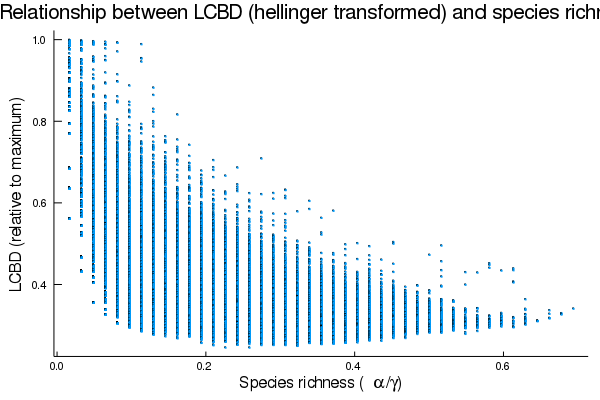 Relationship between LCBD (hellinger transformed) and species richn
1.0
0.8
0.6
0.4
LCBD (relative to maximum)
0.0
0.2
0.4
0.6
Species richness ( α/γ)